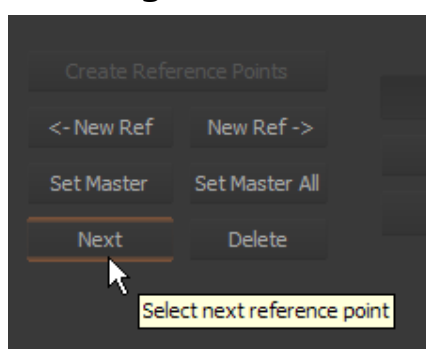 Create Reference Points
<- New Ref
New Ref ->
Set Master
Set Master All
Next
Delete
Select next reference point